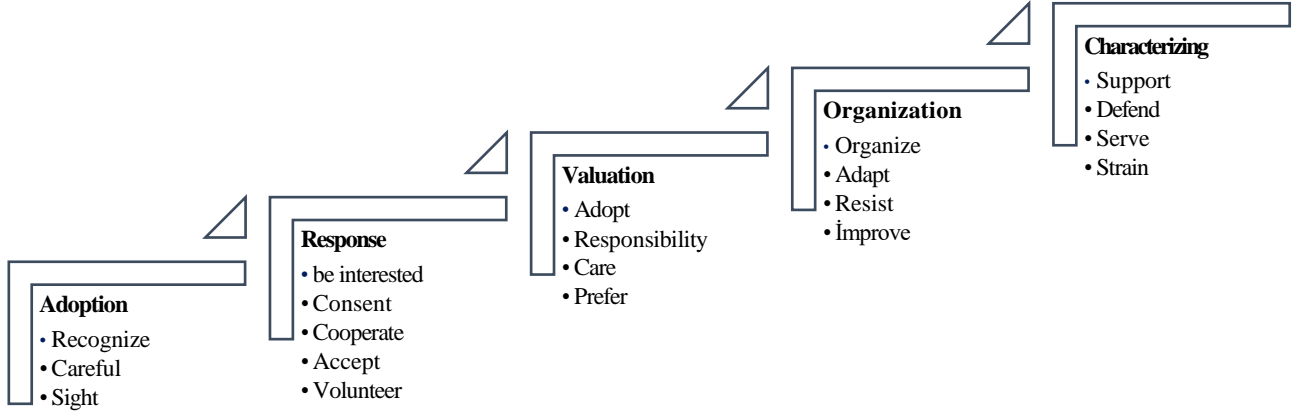 Adoption
• Recognize
• Careful
• Sight
Response
• be interested
• Consent
• Cooperate
• Accept
• Volunteer
Valuation
• Adopt
• Responsibility
• Care
• Prefer
Organization
• Organize
• Adapt
• Resist
• İmprove
Characterizing
• Support
• Defend
• Serve
• Strain